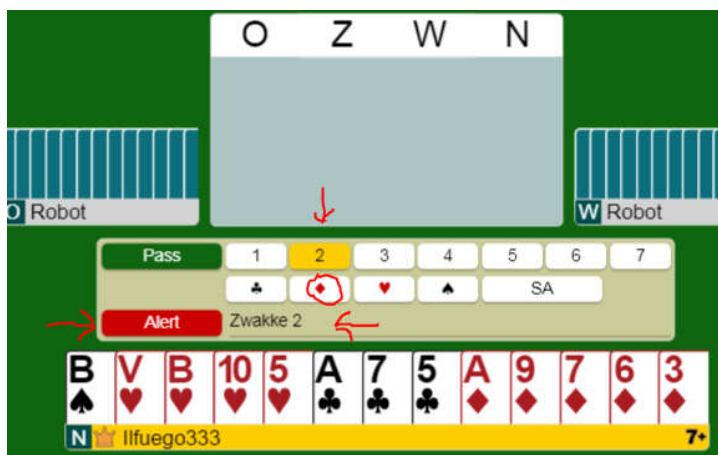 O Z W N
O Robot
W Robot
Pass 1 2 3 4 5 6 7
♣ ♦ ♥ ♠ SA
Alert Zwakke 2
B V B 10 5 A 7 5 A 9 7 6 3
♠ ♥ ♥ ♥ ♥ ♣ ♣ ♣ ♦ ♦ ♦ ♦ ♦
N Ilfuego333 7+